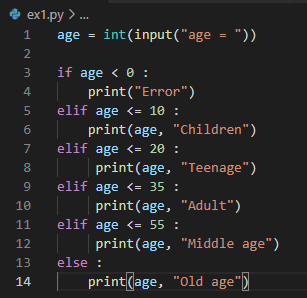 ex1.py > ...
1 age = int(input("age = "))
2
3 if age < 0 :
4     print("Error")
5 elif age <= 10 :
6     print(age, "Children")
7 elif age <= 20 :
8      print(age, "Teenage")
9 elif age <= 35 :
10      print(age, "Adult")
11 elif age <= 55 :
12      print(age, "Middle age")
13 else :
14     print(age, "Old age")